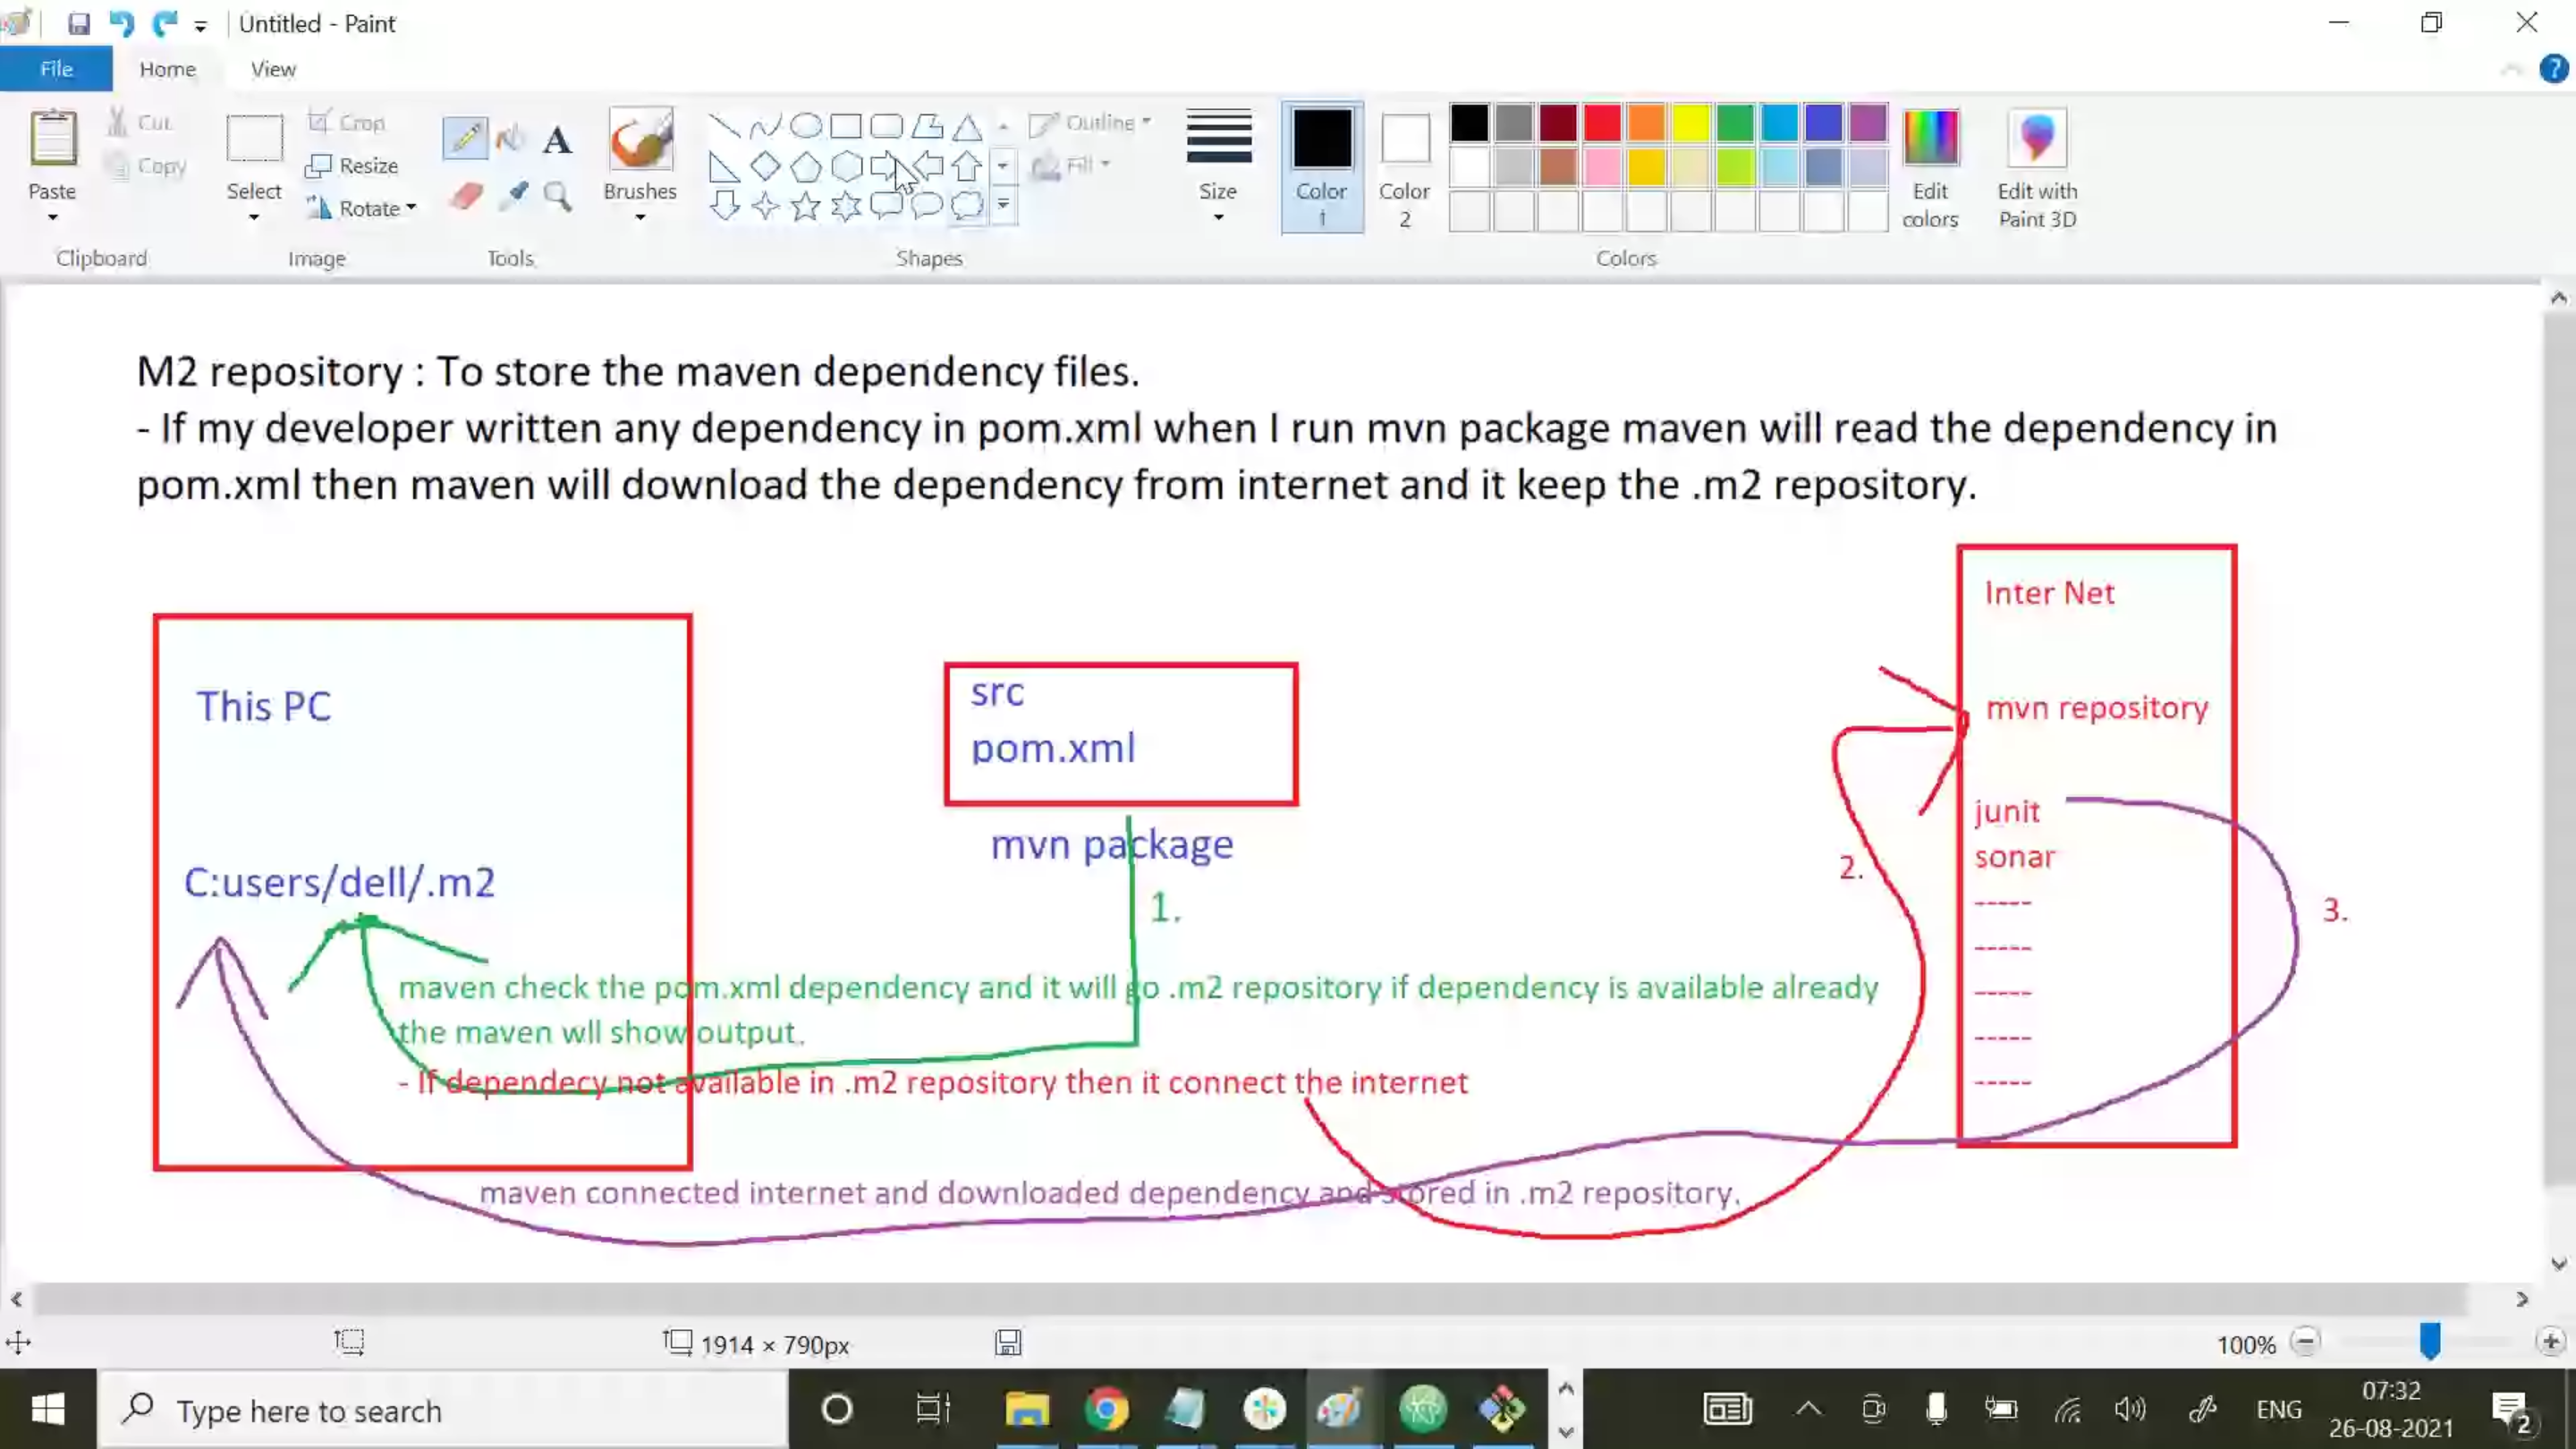 Untitled - Paint
File
Home
View
Paste
Cut
Copy
Clipboard
Select
Crop
Resize
Rotate
Image
Tools
Brushes
Shapes
Outline
Fill
Size
Color
1
Color
2
Colors
Edit
colors
Edit with
Paint 3D
M2 repository : To store the maven dependency files.
- If my developer written any dependency in pom.xml when I run mvn package maven will read the dependency in
pom.xml then maven will download the dependency from internet and it keep the .m2 repository.
This PC
C:users/dell/.m2
src
pom.xml
mvn package
1.
Inter Net
mvn repository
junit
sonar
-----
-----
-----
-----
-----
2.
3.
maven check the pom.xml dependency and it will go .m2 repository if dependency is available already
the maven wll show output.
- If dependecy not available in .m2 repository then it connect the internet
maven connected internet and downloaded dependency and stored in .m2 repository.
1914 × 790px
100%
Type here to search
ENG
07:32
26-08-2021
2